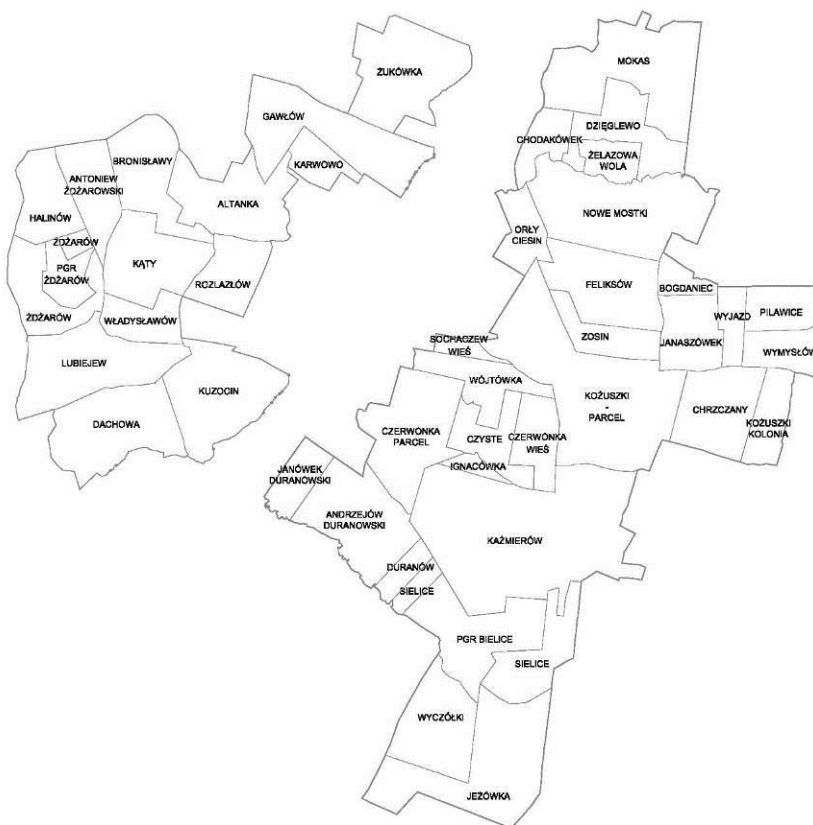 ŻUKÓWKA
MOKAS
GAWŁÓW
DZIĘGLEWO
CHODAKÓWEK
KARWOWO
ŻELAZOWA
WOLA
BRONISŁAWY
ANTONIEW
ŻDŻAROWSKI
ALTANKA
HALINÓW
NOWE MOSTKI
ORŁY
CIESIN
ŻDŻARÓW
KĄTY
PGR
ŻDŻARÓW
ROZLAZŁÓW
FELIKSÓW
BOGDANIEC
ŻDŻARÓW
WŁADYSŁAWÓW
WYJAZD
PILAWICE
ZOSIN
JANASZÓWEK
SOCHACZEW
WIEŚ
WYMYSŁÓW
LUBIEJEW
WÓJTÓWKA
KUZOCIN
KOŻUSZKI
-
PARCEL
CHRZCZANY
DACHOWA
CZERWONKA
PARCEL
CZYSTE
CZERWÓNKA
WIEŚ
KOŻUSZKI
KOLONIA
IGNACÓWKA
JANÓWEK
DURANOWSKI
ANDRZEJÓW
DURANOWSKI
KAŹMIERÓW
DURANÓW
SIELICE
PGR BIELICE
SIELICE
WYCZÓŁKI
JEŻÓWKA